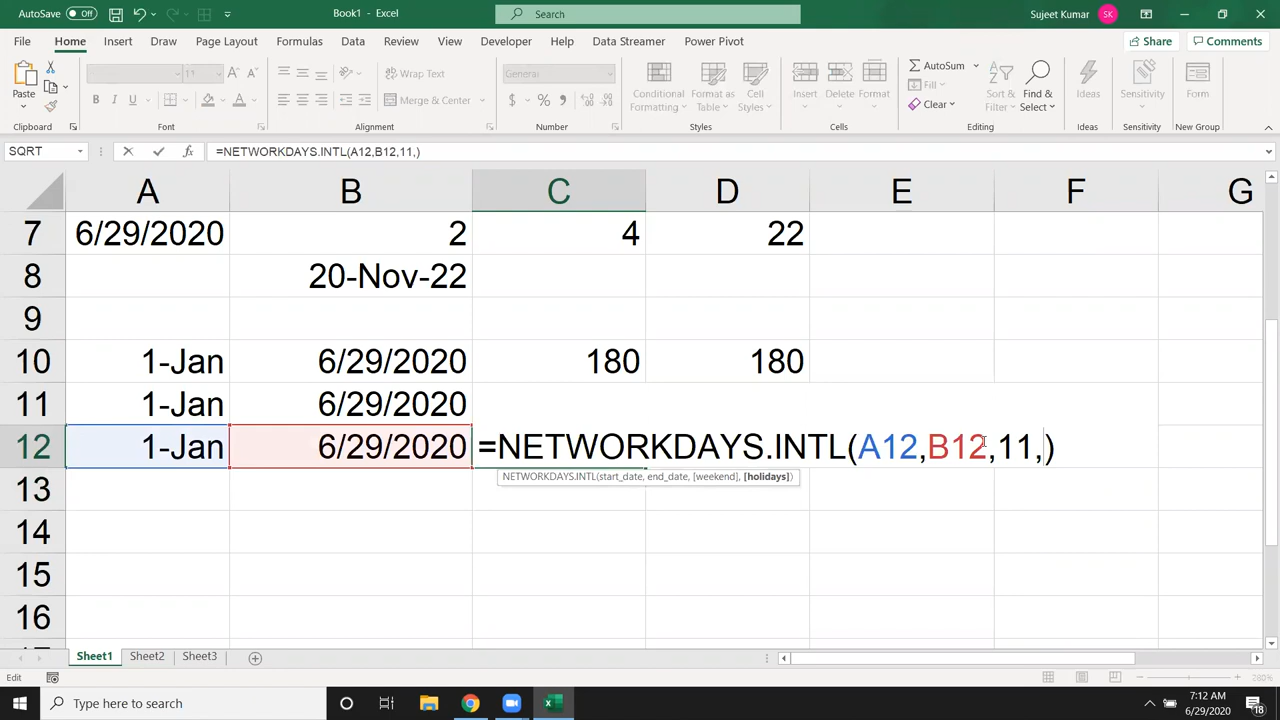 AutoSave Off Book1 - Excel Search Sujeet Kumar SK
File Home Insert Draw Page Layout Formulas Data Review View Developer Help Data Streamer Power Pivot Share Comments
Paste Wrap Text Merge & Center General Conditional Formatting Format as Table Cell Styles Insert Delete Format AutoSum Fill Clear Sort & Filter Find & Select Ideas Sensitivity Form
Clipboard Font Alignment Number Styles Cells Editing Ideas Sensitivity New Group
SQRT =NETWORKDAYS.INTL(A12,B12,11,)
A B C D E F G
7 6/29/2020 2 4 22
8 20-Nov-22
9
10 1-Jan 6/29/2020 180 180
11 1-Jan 6/29/2020
12 1-Jan 6/29/2020 =NETWORKDAYS.INTL(A12,B12,11,)
NETWORKDAYS.INTL(start_date, end_date, [weekend], [holidays])
13
14
15
16
Sheet1 Sheet2 Sheet3
Edit 280%
Type here to search 7:12 AM
6/29/2020 18